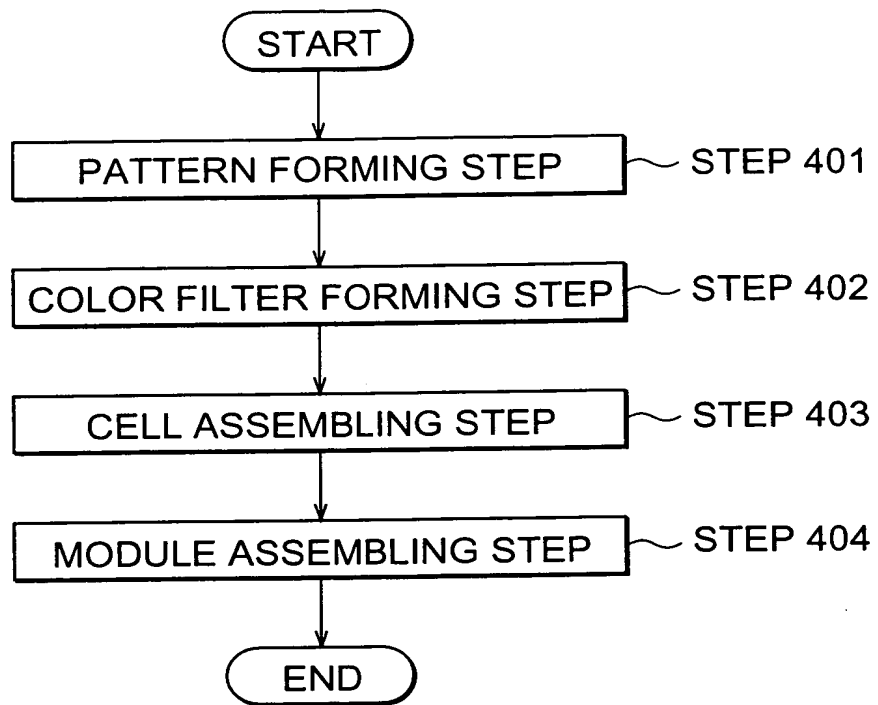 START
PATTERN FORMING STEP
STEP 401
COLOR FILTER FORMING STEP
STEP 402
CELL ASSEMBLING STEP
STEP 403
MODULE ASSEMBLING STEP
STEP 404
END